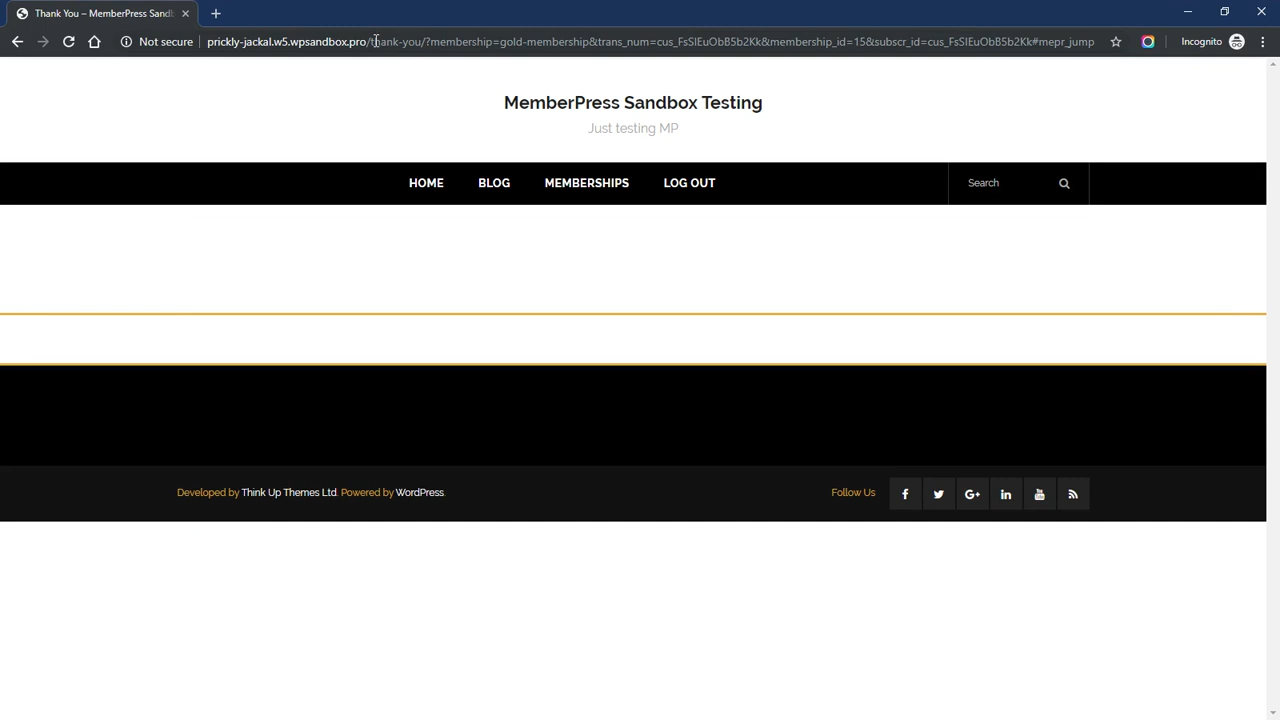 Thank You – MemberPress Sandb
Not secure
prickly-jackal.w5.wpsandbox.pro/thank-you/?membership=gold-membership&trans_num=cus_FsSlEuObB5b2Kk&membership_id=15&subscr_id=cus_FsSlEuObB5b2Kk#mepr_jump
Incognito
MemberPress Sandbox Testing
Just testing MP
HOME BLOG MEMBERSHIPS LOG OUT Search
Developed by Think Up Themes Ltd. Powered by WordPress.
Follow Us